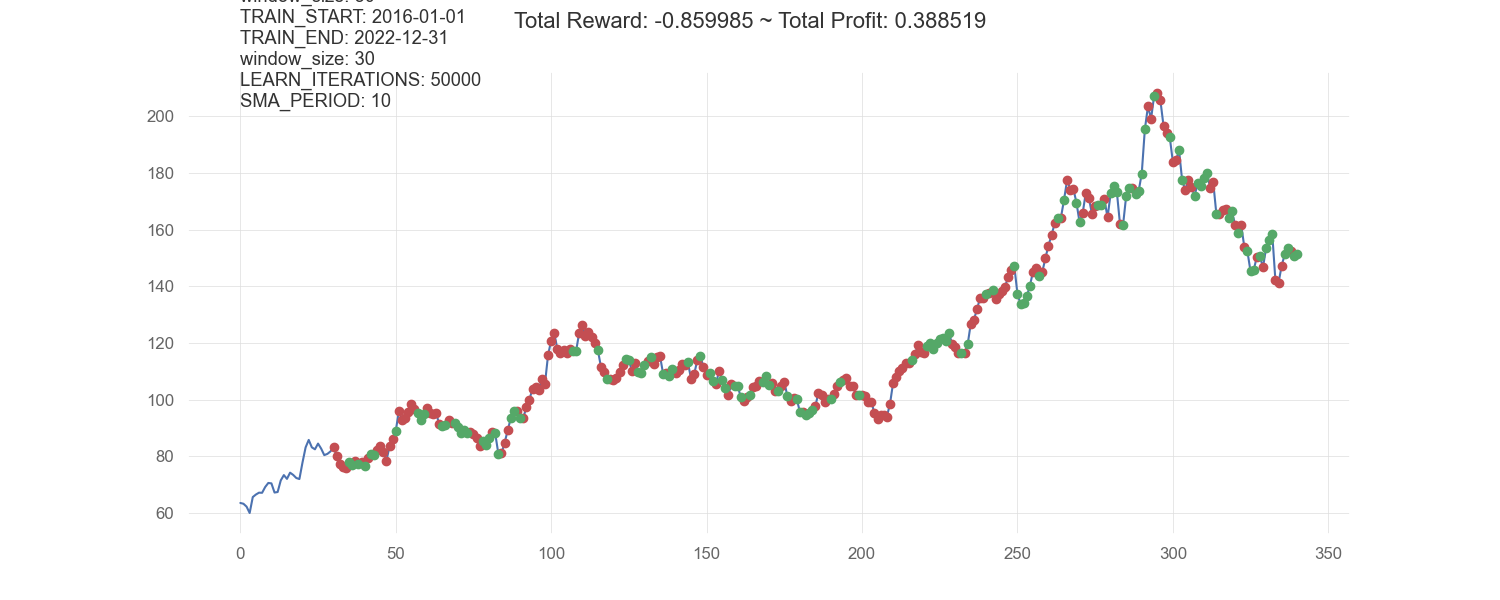 window_size: 30
TRAIN_START: 2016-01-01
Total Reward: -0.859985 ~ Total Profit: 0.388519
TRAIN_END: 2022-12-31
window_size: 30
LEARN_ITERATIONS: 50000
SMA_PERIOD: 10
200
180
160
140
120
100
80
60
0 50 100 150 200 250 300 350